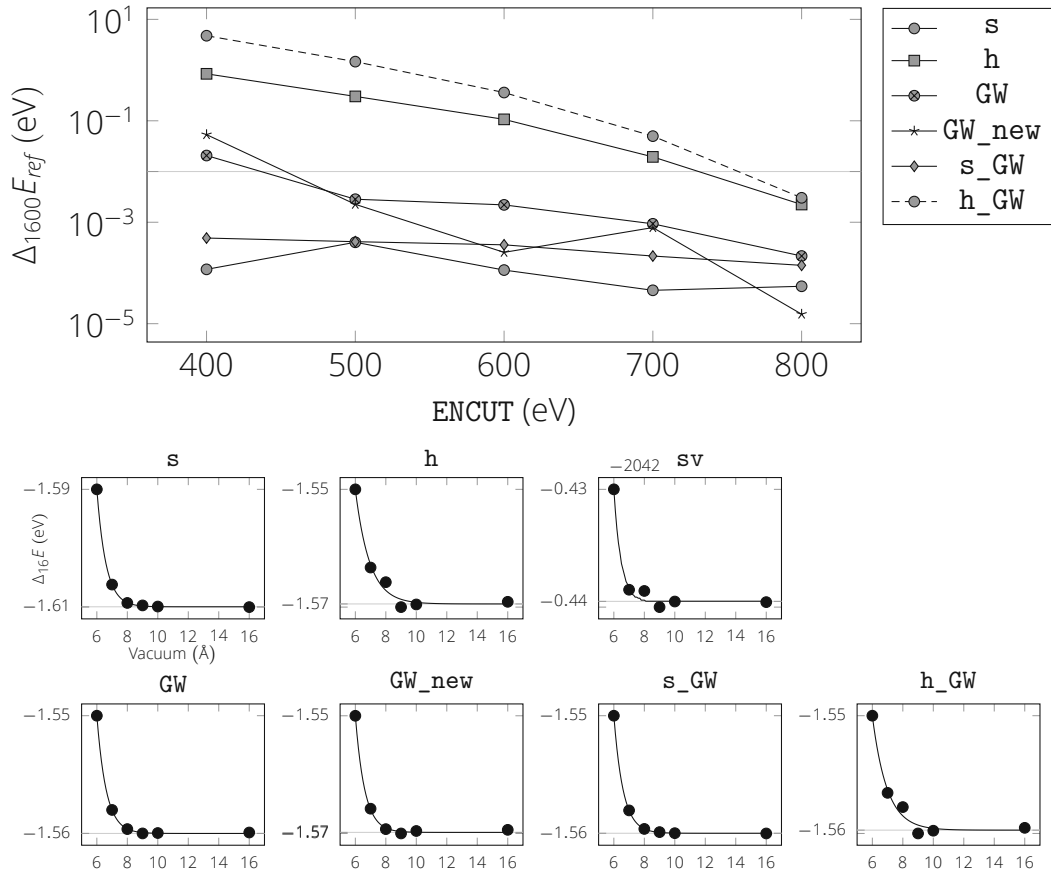 10^1
10^−1
10^−3
10^−5
Δ_1600 E_ref (eV)
400 500 600 700 800
ENCUT (eV)
s
h
GW
GW_new
s_GW
h_GW
s
−1.59
−1.61
Δ_16 E (eV)
6 8 10 12 14 16
Vacuum (Å)
h
−1.55
−1.57
6 8 10 12 14 16
sv
−2042
−0.43
−0.44
6 8 10 12 14 16
GW
−1.55
−1.56
6 8 10 12 14 16
GW_new
−1.55
−1.57
6 8 10 12 14 16
s_GW
−1.55
−1.56
6 8 10 12 14 16
h_GW
−1.55
−1.56
6 8 10 12 14 16